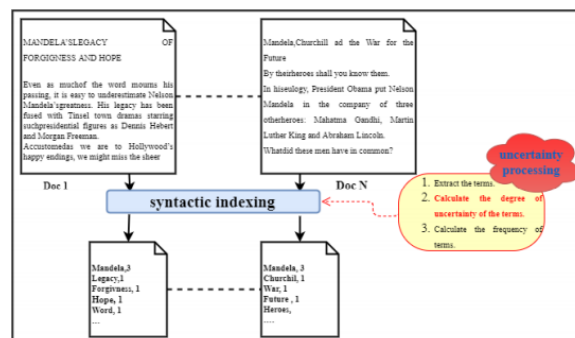 MANDELA'SLEGACY OF
FORGIGNESS AND HOPE
Even as muchof the word mourns his
passing, it is easy to underestimate Nelson
Mandela'sgreatness. His legacy has been
fused with Tinsel town dramas starring
suchpresidential figures as Dennis Hebert
and Morgan Freeman.
Accustomedas we are to Hollywood's
happy endings, we might miss the sheer
Doc 1
Mandela,Churchill ad the War for the
Future
By theirheroes shall you know them.
In hiseulogy, President Obama put Nelson
Mandela in the company of three
otherheroes: Mahatma Gandhi, Martin
Luther King and Abraham Lincoln.
Whatdid these men have in common?
Doc N
uncertainty
processing
1. Extract the terms.
2. Calculate the degree of
uncertainty of the terms.
3. Calculate the frequency of
terms.
syntactic indexing
Mandela,3
Legacy,1
Forgivness, 1
Hope, 1
Word, 1
....
Mandela, 3
Churchil, 1
War, 1
Future , 1
Heroes,
....